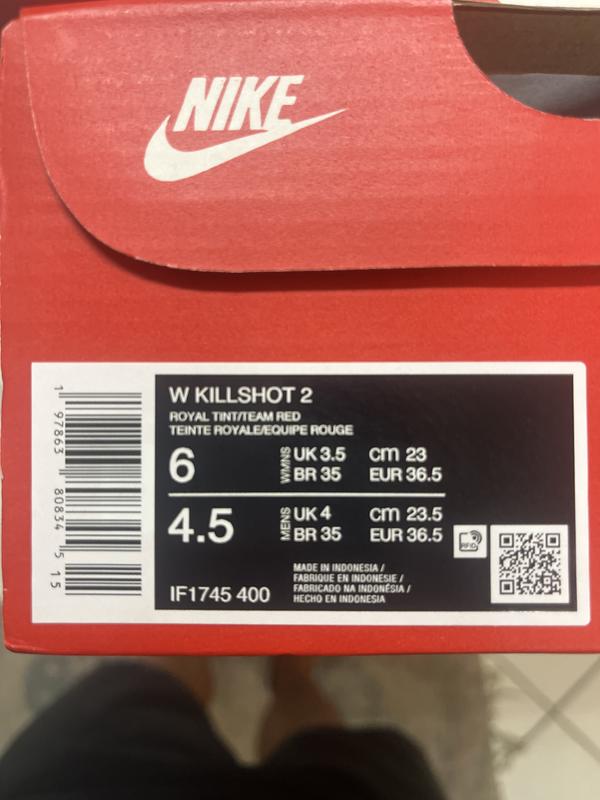 NIKE
W KILLSHOT 2
ROYAL TINT/TEAM RED
TEINTE ROYALE/EQUIPE ROUGE
6 WMNS UK 3.5 cm 23
BR 35 EUR 36.5
4.5 MENS UK 4 cm 23.5
BR 35 EUR 36.5
IF1745 400
MADE IN INDONESIA /
FABRIQUE EN INDONESIE /
FABRICADO NA INDONÉSIA /
HECHO EN INDONESIA
RFID
1 97863 80834 5 15